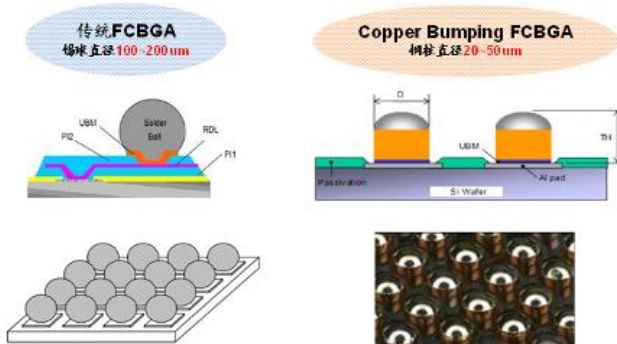 传统FCBGA
锡球直径100~200um
Copper Bumping FCBGA
铜柱直径20~50um
Solder
Ball
UBM
RDL
PI2
PI1
D
TH
UBM
Passivation
Al pad
Si Wafer